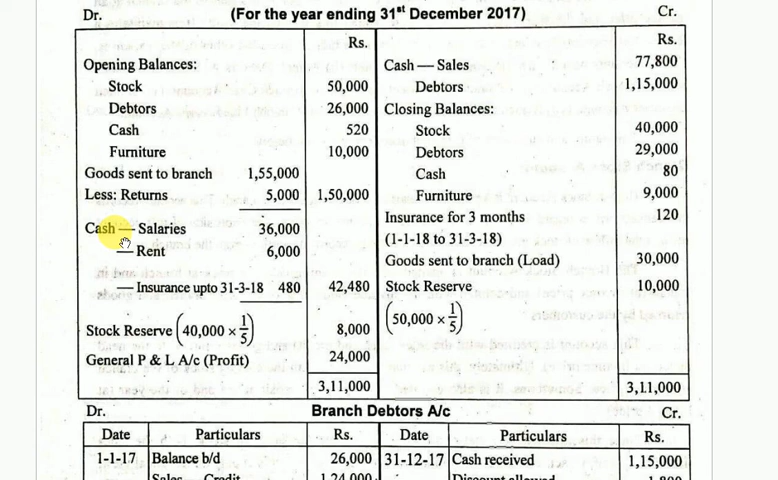 (For the year ending 31st December 2017)
Dr. Cr.
Rs. Rs.
Opening Balances: Cash — Sales 77,800
Stock 50,000 Debtors 1,15,000
Debtors 26,000 Closing Balances:
Cash 520 Stock 40,000
Furniture 10,000 Debtors 29,000
Goods sent to branch 1,55,000 Cash 80
Less: Returns 5,000 1,50,000 Furniture 9,000
Cash — Salaries 36,000 Insurance for 3 months 120
— Rent 6,000 (1-1-18 to 31-3-18)
Goods sent to branch (Load) 30,000
— Insurance upto 31-3-18 480 42,480 Stock Reserve 10,000
Stock Reserve (40,000 × 1/5) 8,000 (50,000 × 1/5)
General P & L A/c (Profit) 24,000
3,11,000 3,11,000
Dr. Branch Debtors A/c Cr.
Date Particulars Rs. Date Particulars Rs.
1-1-17 Balance b/d 26,000 31-12-17 Cash received 1,15,000